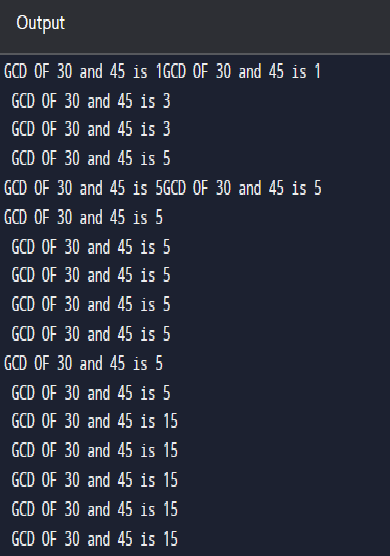 Output
GCD OF 30 and 45 is 1GCD OF 30 and 45 is 1
GCD OF 30 and 45 is 3
GCD OF 30 and 45 is 3
GCD OF 30 and 45 is 5
GCD OF 30 and 45 is 5GCD OF 30 and 45 is 5
GCD OF 30 and 45 is 5
GCD OF 30 and 45 is 5
GCD OF 30 and 45 is 5
GCD OF 30 and 45 is 5
GCD OF 30 and 45 is 5
GCD OF 30 and 45 is 5
GCD OF 30 and 45 is 5
GCD OF 30 and 45 is 15
GCD OF 30 and 45 is 15
GCD OF 30 and 45 is 15
GCD OF 30 and 45 is 15
GCD OF 30 and 45 is 15